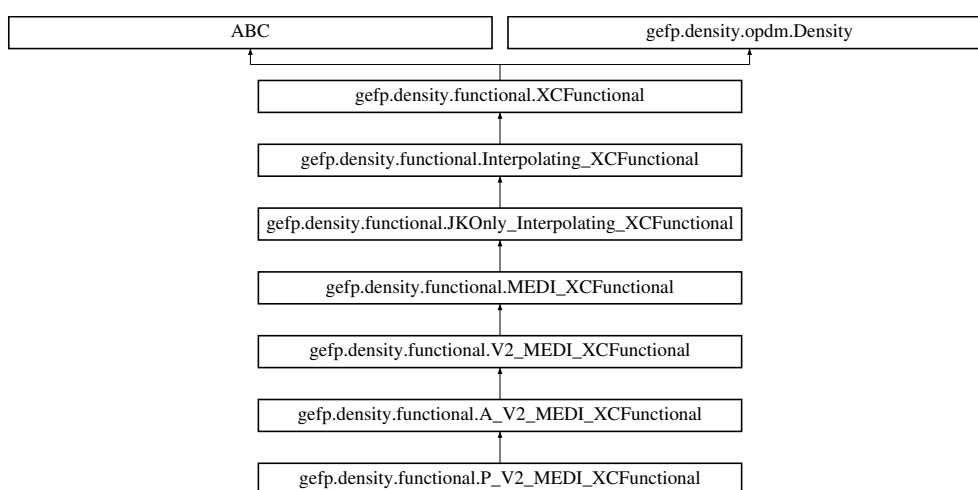 ABC
gefp.density.opdm.Density
gefp.density.functional.XCFunctional
gefp.density.functional.Interpolating_XCFunctional
gefp.density.functional.JKOnly_Interpolating_XCFunctional
gefp.density.functional.MEDI_XCFunctional
gefp.density.functional.V2_MEDI_XCFunctional
gefp.density.functional.A_V2_MEDI_XCFunctional
gefp.density.functional.P_V2_MEDI_XCFunctional